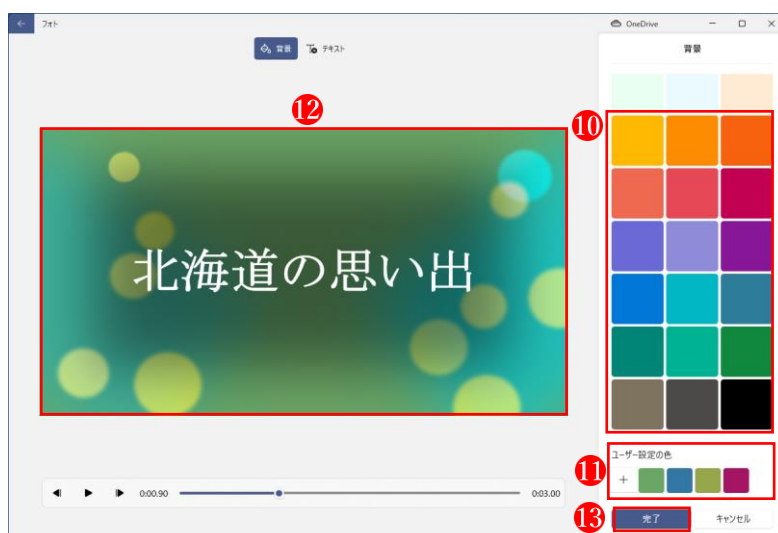 フォト
OneDrive
背景
テキスト
背景
⑫
⑩
北海道の思い出
ユーザー設定の色
+
⑪
0:00.90
0:03.00
⑬
完了
キャンセル